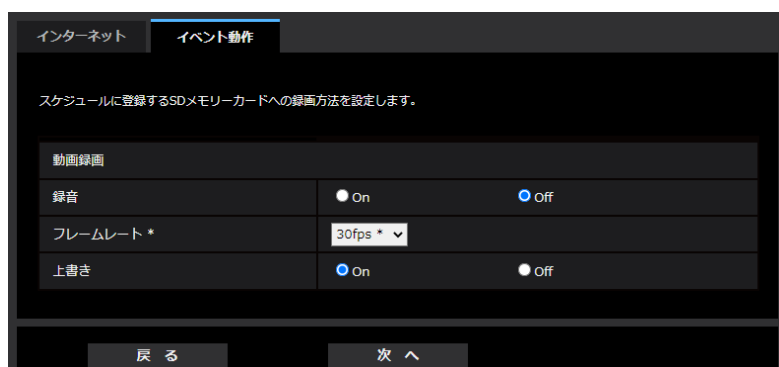 インターネット イベント動作
スケジュールに登録するSDメモリーカードへの録画方法を設定します。
動画録画
録音 On Off
フレームレート * 30fps *
上書き On Off
戻る 次へ